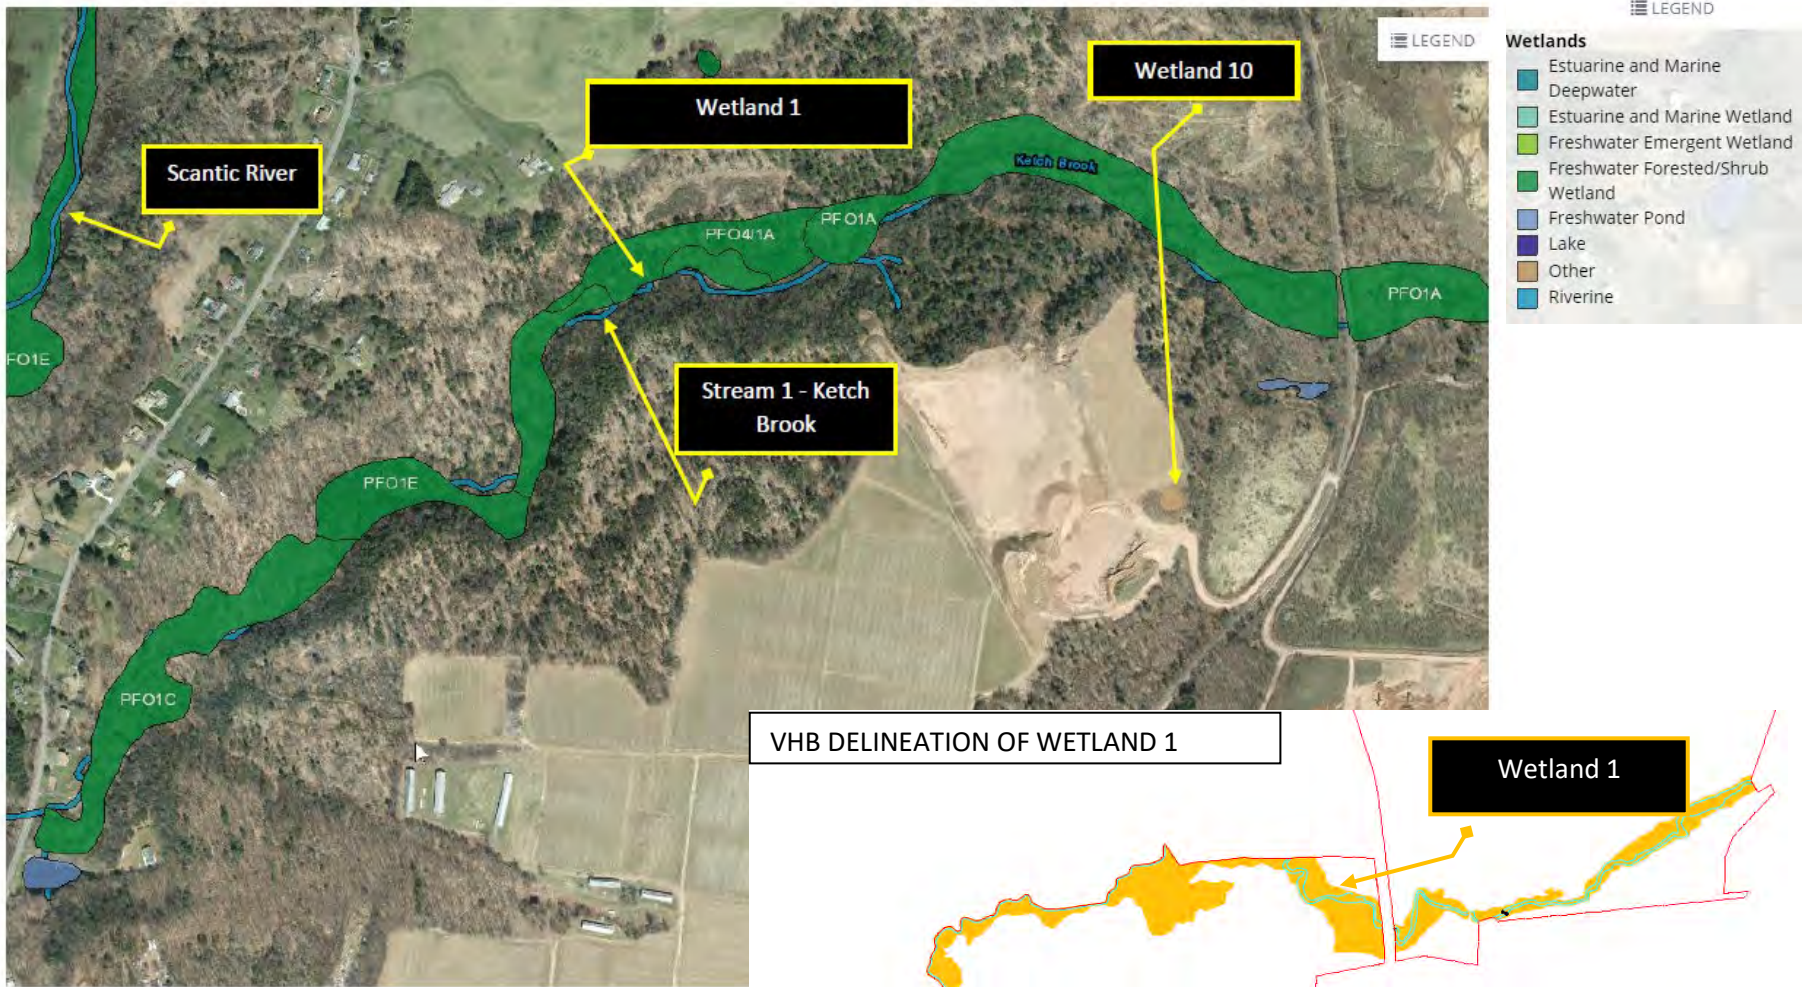 LEGEND
LEGEND
Wetlands
Estuarine and Marine
Deepwater
Estuarine and Marine Wetland
Freshwater Emergent Wetland
Freshwater Forested/Shrub
Wetland
Freshwater Pond
Lake
Other
Riverine
Wetland 10
Wetland 1
Scantic River
Ketch Brook
PFO1A
PFO4/1A
PFO1A
FO1E
Stream 1 - Ketch
Brook
PFO1E
PFO1C
VHB DELINEATION OF WETLAND 1
Wetland 1